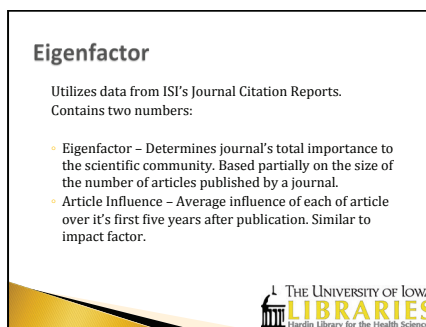 Eigenfactor
Utilizes data from ISI's Journal Citation Reports.
Contains two numbers:
◦ Eigenfactor – Determines journal's total importance to
the scientific community. Based partially on the size of
the number of articles published by a journal.
◦ Article Influence – Average influence of each of article
over it's first five years after publication. Similar to
impact factor.
THE UNIVERSITY OF IOWA
LIBRARIES
Hardin Library for the Health Sciences